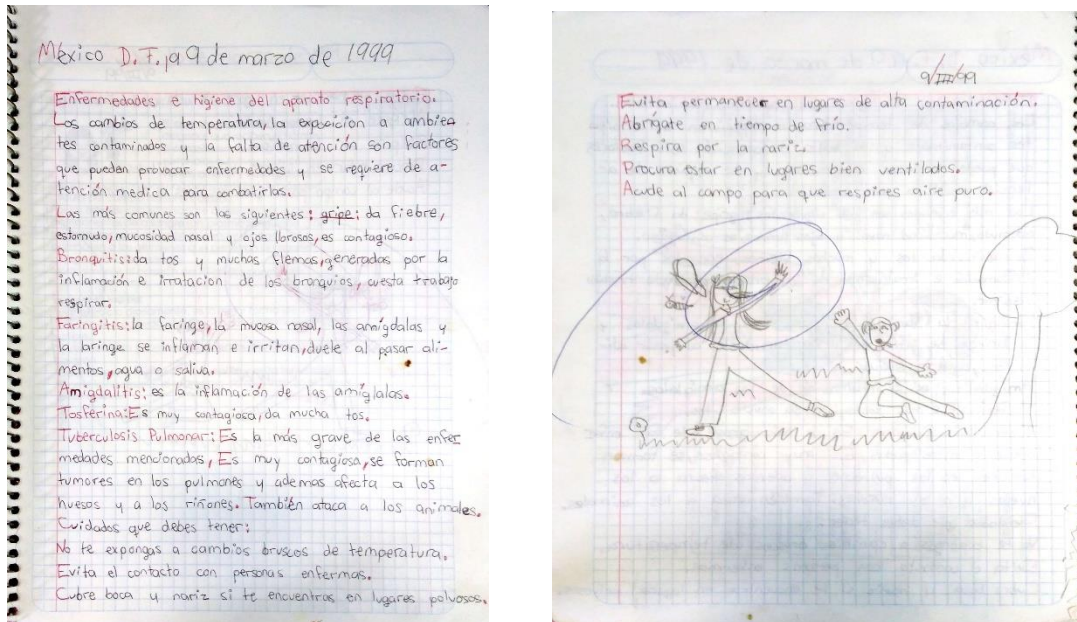 México D.F., a 9 de marzo de 1999
Enfermedades e higiene del aparato respiratorio.
Los cambios de temperatura, la exposicion a ambien
tes contaminados y la falta de atención son factores
que pueden provocar enfermedades y se requiere de a-
tención medica para combatirlas.
Las más comunes son las siguientes: gripe: da fiebre,
estornudo, mucosidad nasal y ojos llorosos, es contagioso.
Bronquitis: da tos y muchas flemas, generadas por la
inflamación e irratacion de los bronquios, cuesta trabajo
respirar.
Faringitis: la faringe, la mucosa nasal, las amígdalas y
la laringe se inflaman e irritan, duele al pasar ali-
mentos, agua o saliva.
Amigdalitis: es la inflamación de las amíglalas.
Tosferina: Es muy contagiosa, da mucha tos.
Tuberculosis Pulmonar: Es la más grave de las enfer
medades mencionadas, Es muy contagiosa, se forman
tumores en los pulmones y ademas afecta a los
huesos y a los riñones. También ataca a los animales.
Cuidados que debes tener:
No te expongas a cambios bruscos de temperatura.
Evita el contacto con personas enfermas.
Cubre boca y nariz si te encuentras en lugares polvosos.
9/III/99
Evita permanecer en lugares de alta contaminación.
Abrígate en tiempo de frío.
Respira por la nariz.
Procura estar en lugares bien ventilados.
Acude al campo para que respires aire puro.